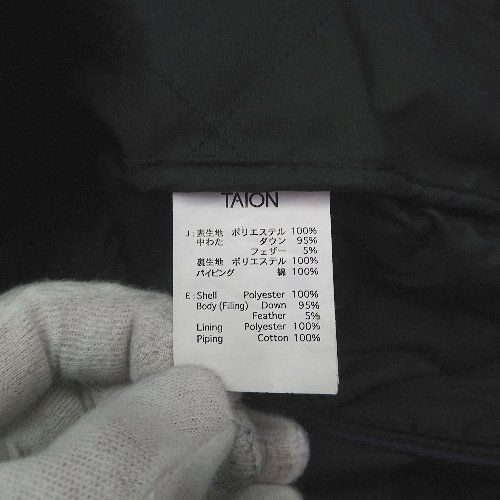 TAION
J:表生地 ポリエステル 100%
中わた ダウン 95%
フェザー 5%
裏生地 ポリエステル 100%
パイピング 綿 100%
E:Shell Polyester 100%
Body (Filling) Down 95%
Feather 5%
Lining Polyester 100%
Piping Cotton 100%